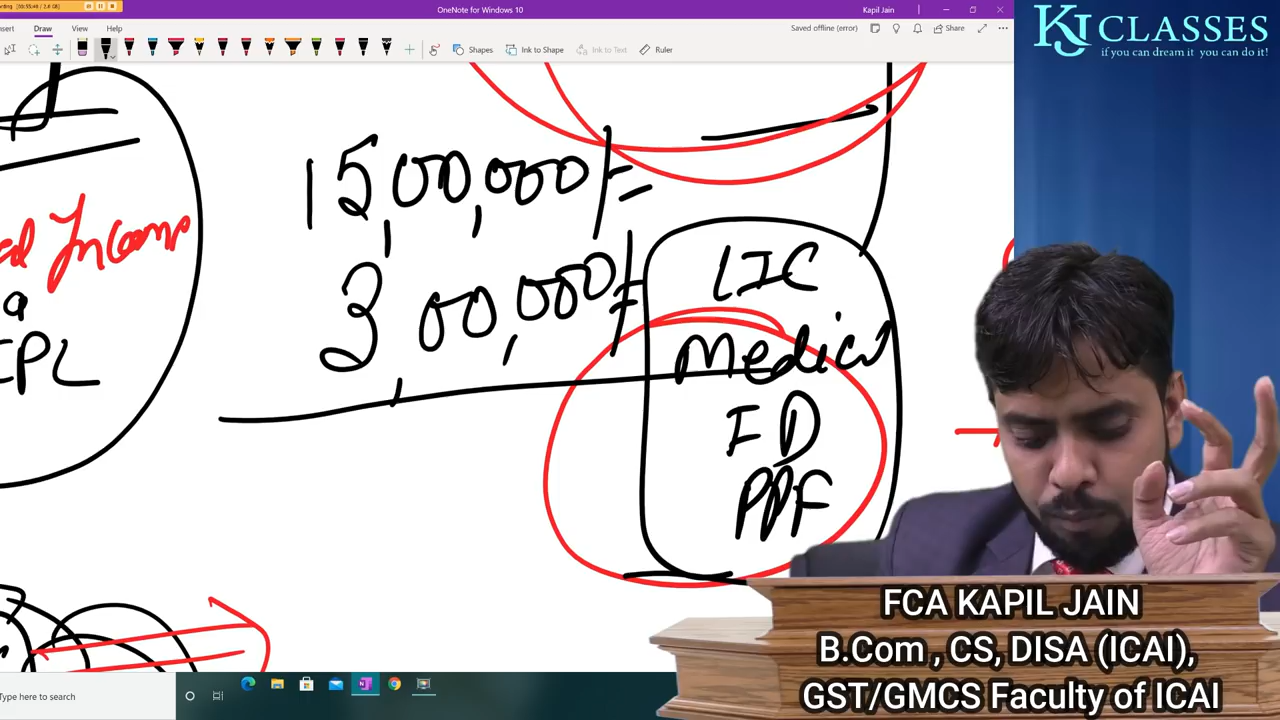 OneNote for Windows 10
Kapil Jain
Draw
View
Help
Saved offline (error)
Share
Shapes
Ink to Shape
Ink to Text
Ruler
KJ CLASSES
if you can dream it you can do it!
15,00,000/=
3,00,000/=
LIC
Medical
FD
PPF
FCA KAPIL JAIN
B.Com , CS, DISA (ICAI),
GST/GMCS Faculty of ICAI
Type here to search